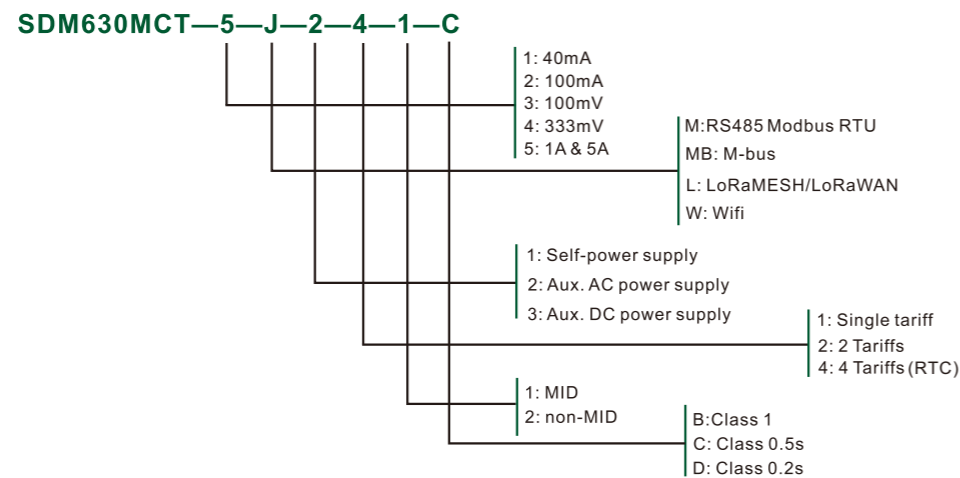 SDM630MCT—5—J—2—4—1—C
1: 40mA
2: 100mA
3: 100mV
4: 333mV
5: 1A & 5A
M:RS485 Modbus RTU
MB: M-bus
L: LoRaMESH/LoRaWAN
W: Wifi
1: Self-power supply
2: Aux. AC power supply
3: Aux. DC power supply
1: Single tariff
2: 2 Tariffs
4: 4 Tariffs (RTC)
1: MID
2: non-MID
B:Class 1
C: Class 0.5s
D: Class 0.2s